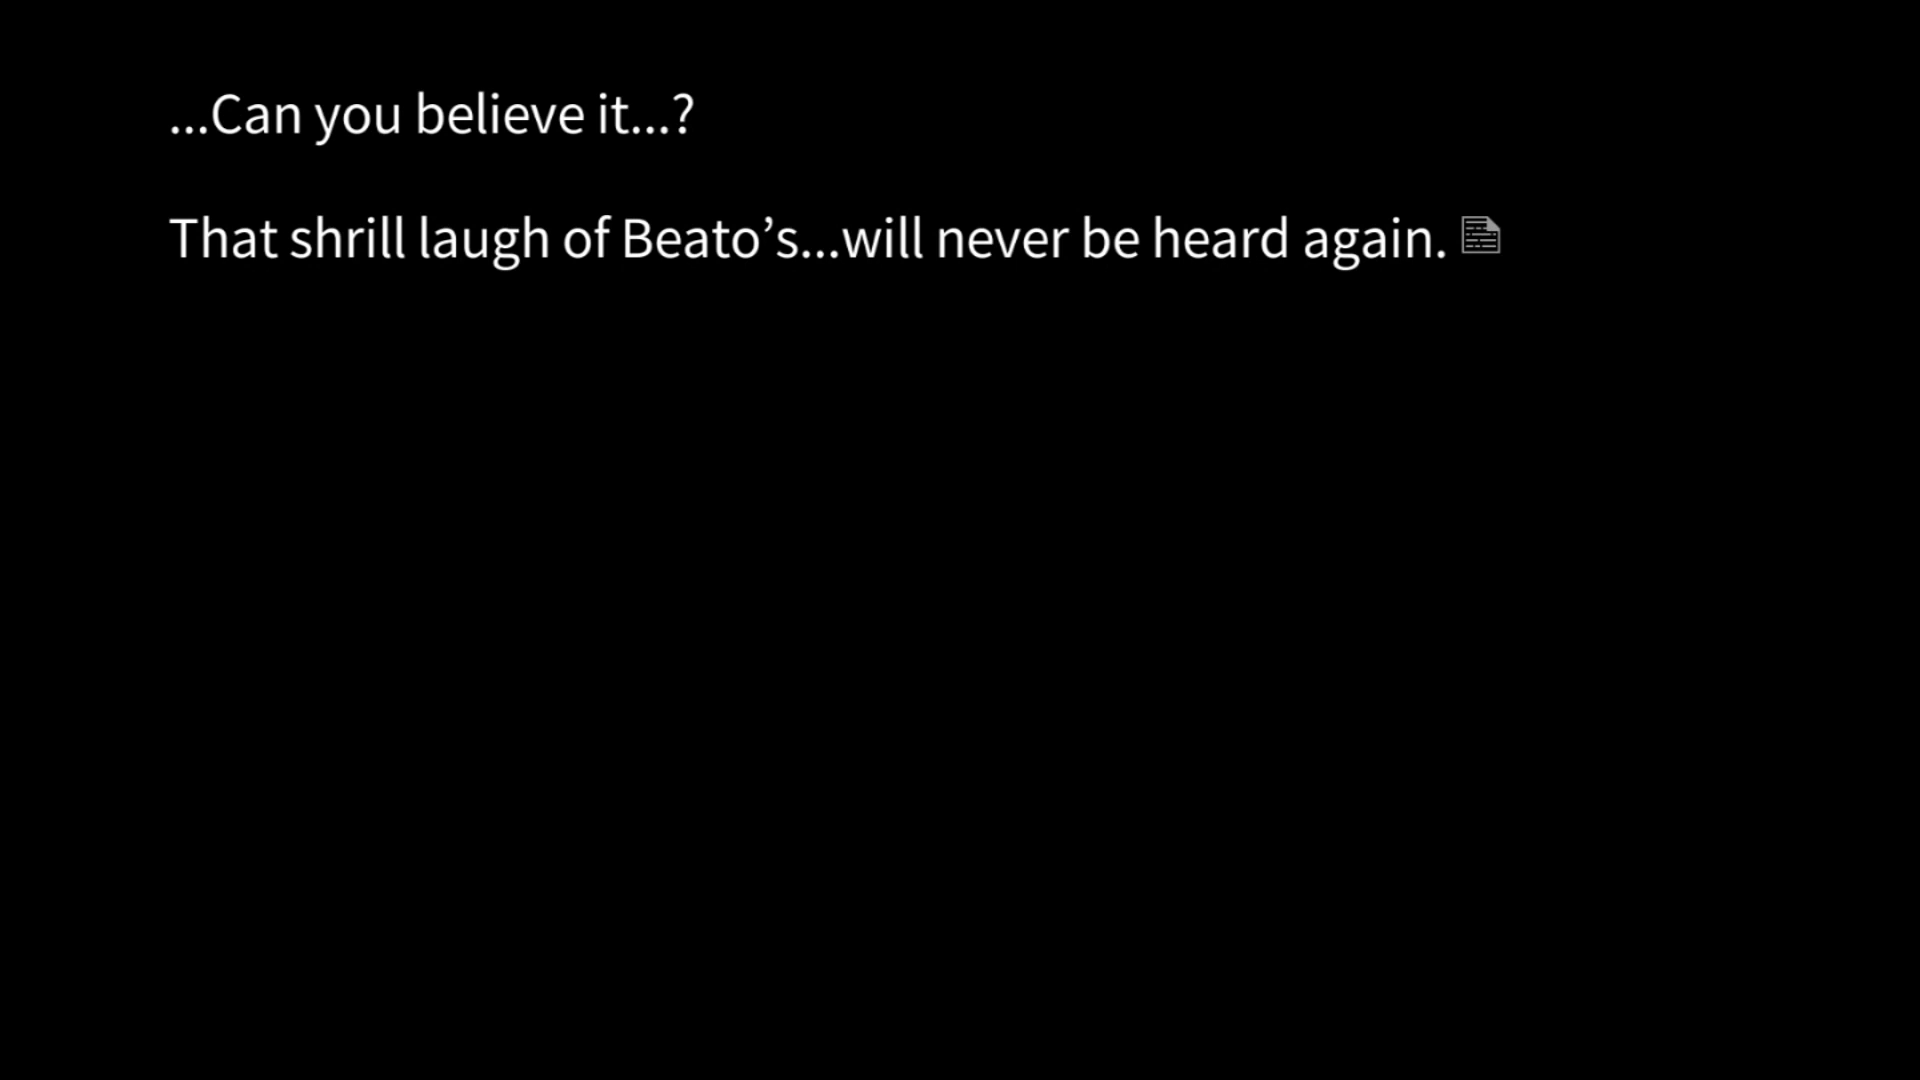 ...Can you believe it...?
That shrill laugh of Beato’s...will never be heard again.